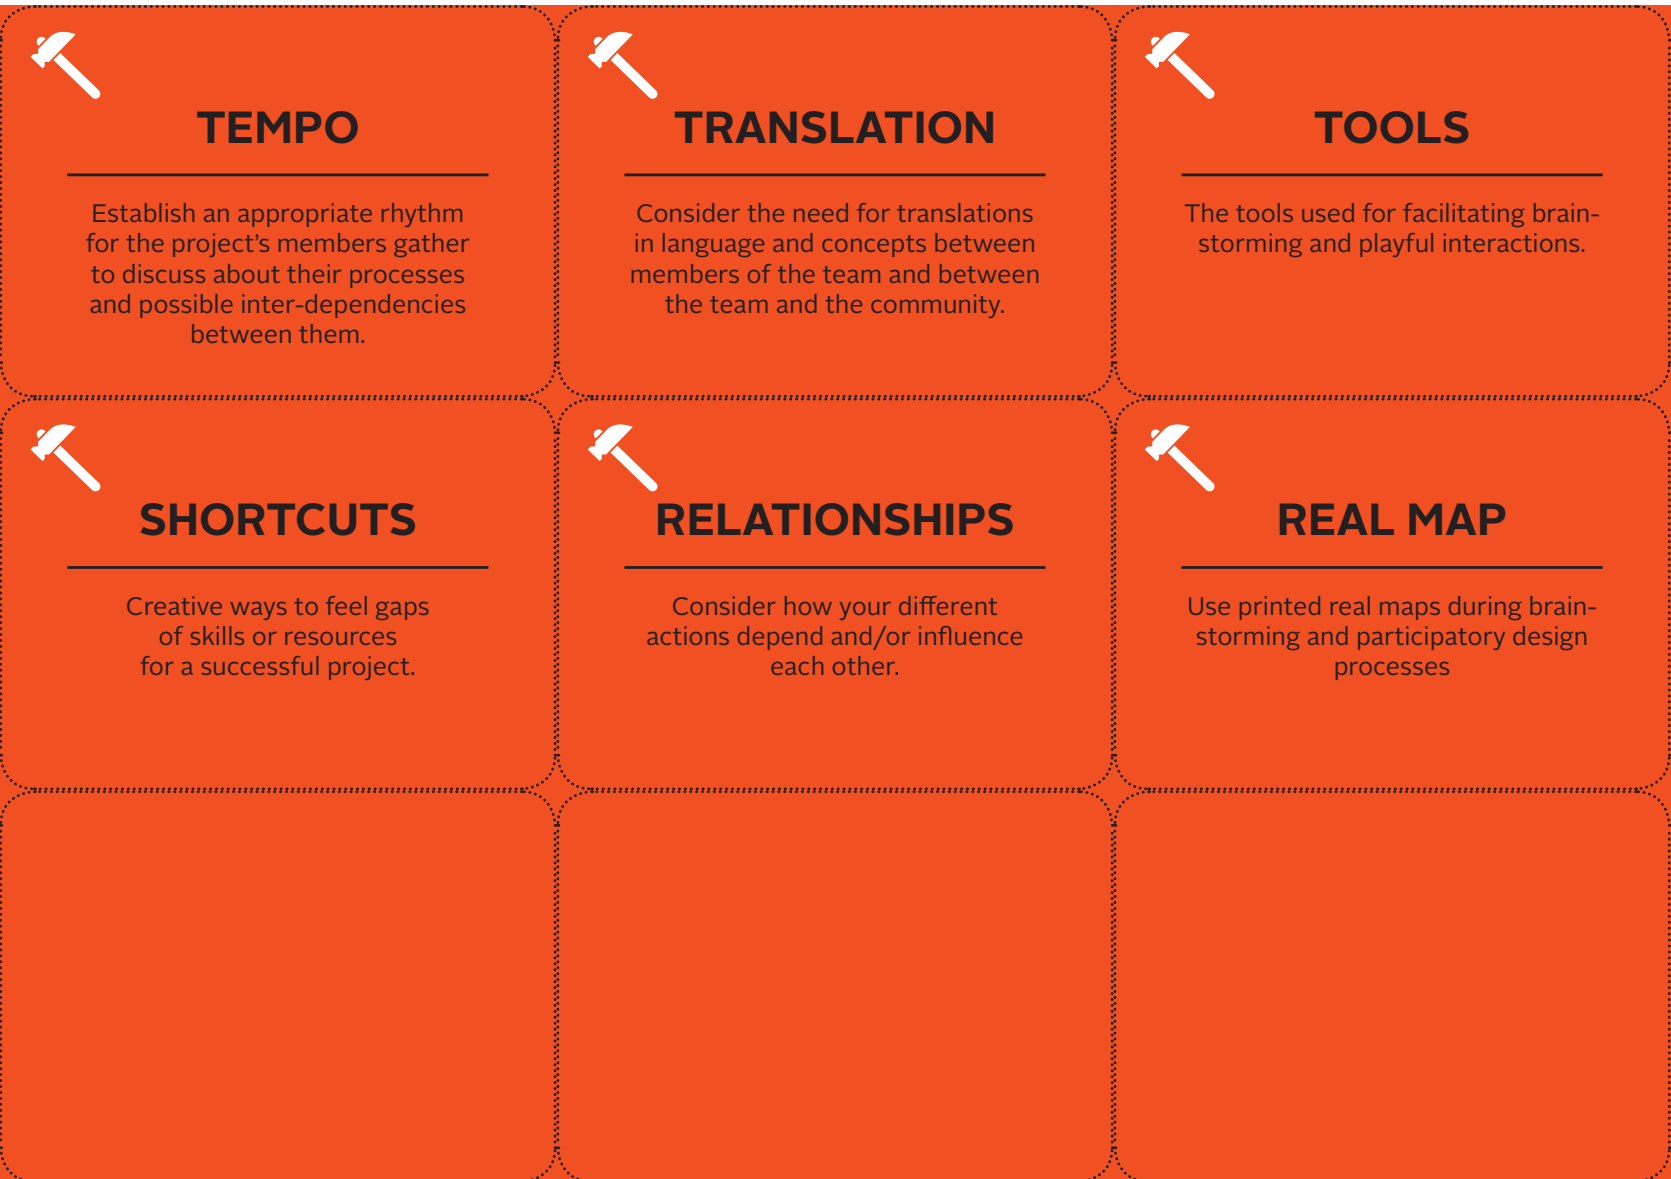 TEMPO
Establish an appropriate rhythm
for the project's members gather
to discuss about their processes
and possible inter-dependencies
between them.
TRANSLATION
Consider the need for translations
in language and concepts between
members of the team and between
the team and the community.
TOOLS
The tools used for facilitating brain-
storming and playful interactions.
SHORTCUTS
Creative ways to feel gaps
of skills or resources
for a successful project.
RELATIONSHIPS
Consider how your different
actions depend and/or influence
each other.
REAL MAP
Use printed real maps during brain-
storming and participatory design
processes